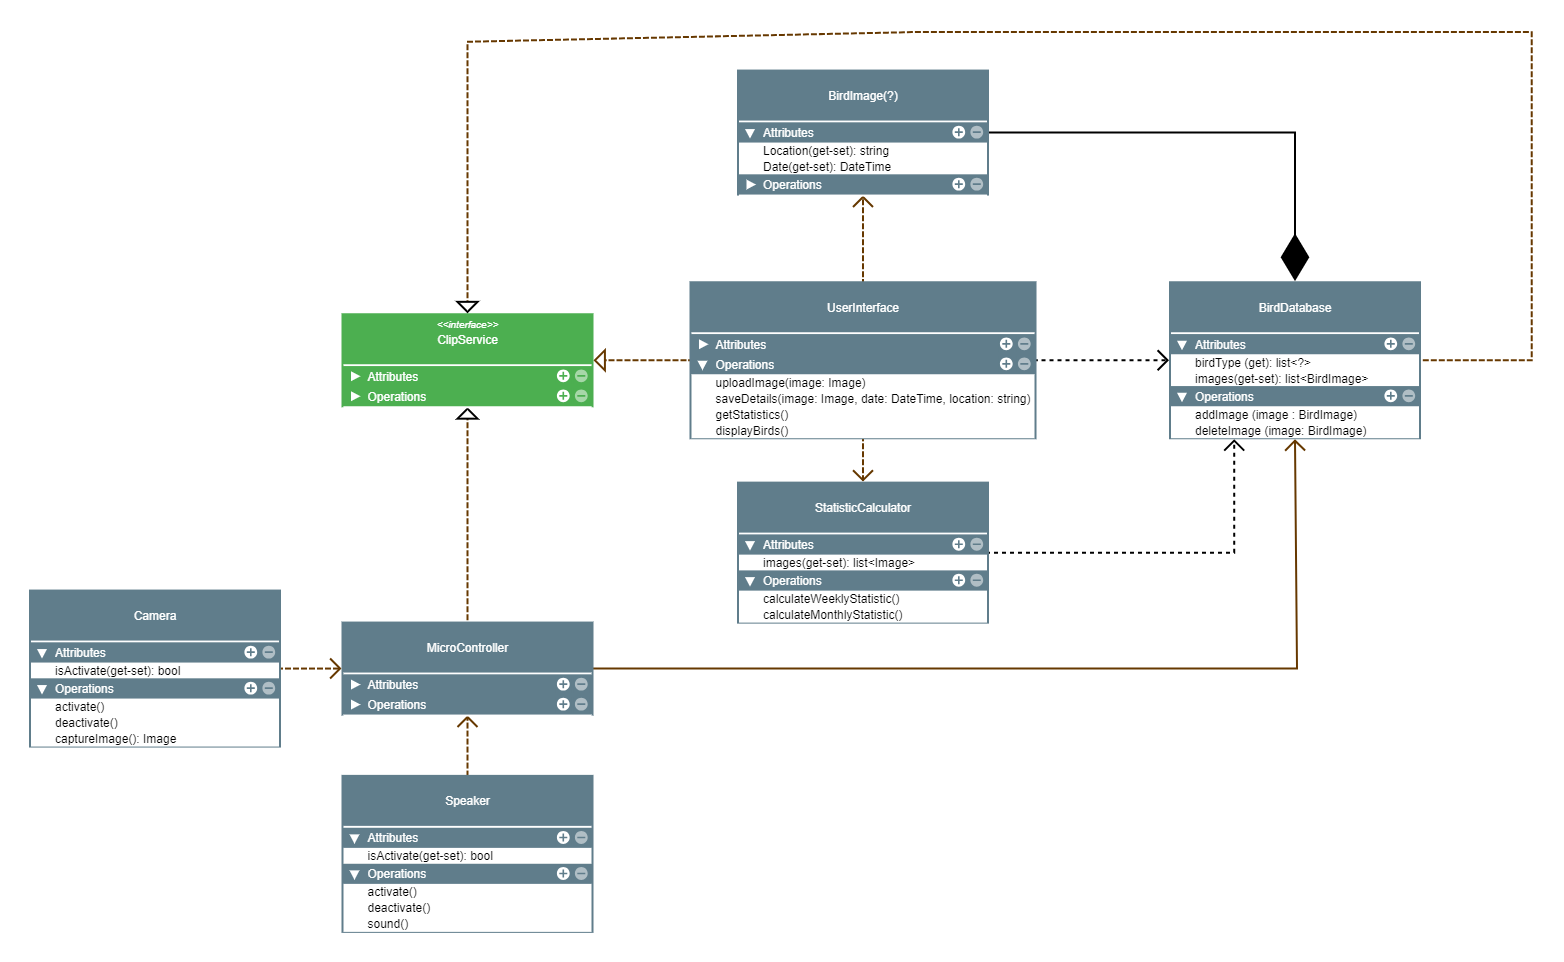 BirdImage(?)
Attributes
Location(get-set): string
Date(get-set): DateTime
Operations
<<interface>>
ClipService
Attributes
Operations
UserInterface
Attributes
Operations
uploadImage(image: Image)
saveDetails(image: Image, date: DateTime, location: string)
getStatistics()
displayBirds()
BirdDatabase
Attributes
birdType (get): list<?>
images(get-set): list<BirdImage>
Operations
addImage (image : BirdImage)
deleteImage (image: BirdImage)
StatisticCalculator
Attributes
images(get-set): list<Image>
Operations
calculateWeeklyStatistic()
calculateMonthlyStatistic()
Camera
Attributes
isActivate(get-set): bool
Operations
activate()
deactivate()
captureImage(): Image
MicroController
Attributes
Operations
Speaker
Attributes
isActivate(get-set): bool
Operations
activate()
deactivate()
sound()